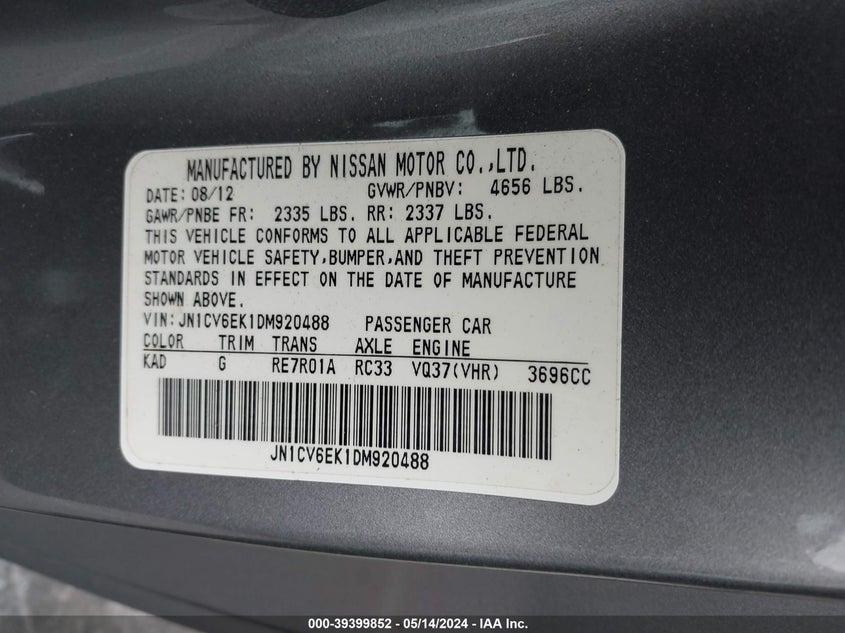 MANUFACTURED BY NISSAN MOTOR CO.,LTD.
DATE: 08/12 GVWR/PNBV: 4656 LBS.
GAWR/PNBE FR: 2335 LBS. RR: 2337 LBS.
THIS VEHICLE CONFORMS TO ALL APPLICABLE FEDERAL
MOTOR VEHICLE SAFETY,BUMPER,AND THEFT PREVENTION
STANDARDS IN EFFECT ON THE DATE OF MANUFACTURE
SHOWN ABOVE.
VIN: JN1CV6EK1DM920488 PASSENGER CAR
COLOR TRIM TRANS AXLE ENGINE
KAD G RE7R01A RC33 VQ37(VHR) 3696CC
JN1CV6EK1DM920488
000-39399852 - 05/14/2024 - IAA Inc.